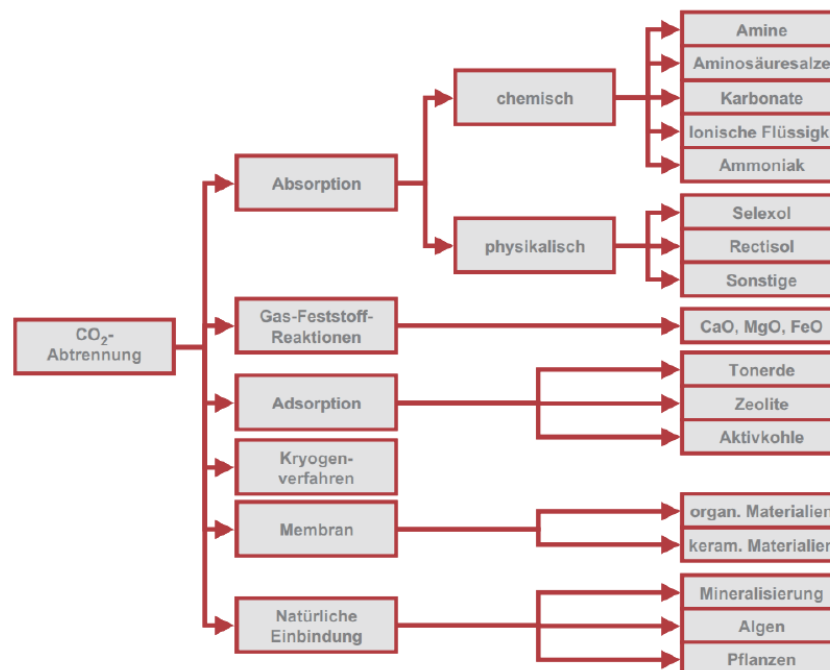 Amine
Aminosäuresalze
chemisch
Karbonate
Ionische Flüssigk
Ammoniak
Absorption
Selexol
physikalisch
Rectisol
Sonstige
CO₂-
Abtrennung
Gas-Feststoff-
Reaktionen
CaO, MgO, FeO
Tonerde
Adsorption
Zeolite
Aktivkohle
Kryogen-
verfahren
Membran
organ. Materialien
keram. Materialien
Natürliche
Einbindung
Mineralisierung
Algen
Pflanzen